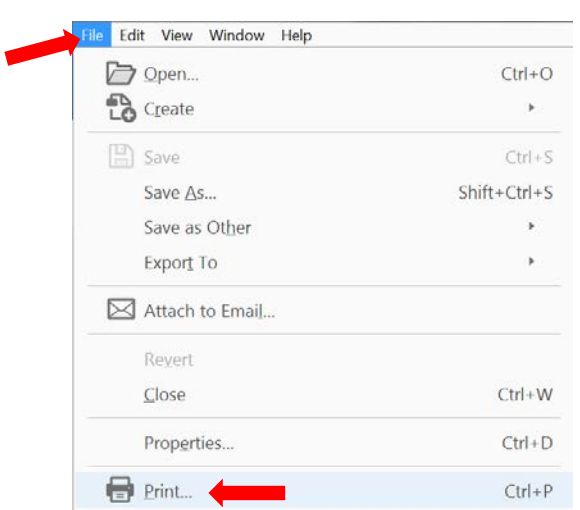 File Edit View Window Help
Open... Ctrl+O
Create
Save Ctrl+S
Save As... Shift+Ctrl+S
Save as Other
Export To
Attach to Email...
Revert
Close Ctrl+W
Properties... Ctrl+D
Print... Ctrl+P